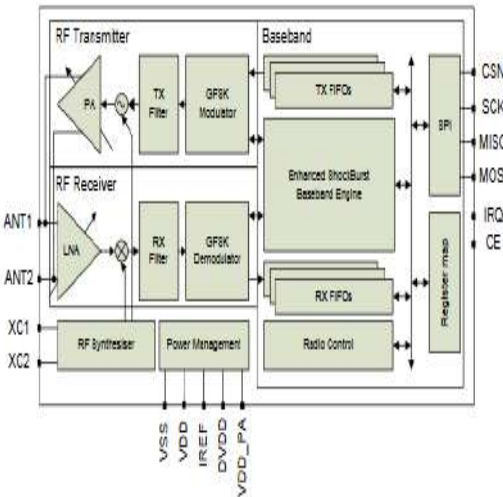 RF Transmitter
Baseband
PA
TX
Filter
GFSK
Modulator
TX FIFOs
SPI
CSN
SCK
MISO
MOSI
Enhanced ShockBurst
Baseband Engine
IRQ
CE
RF Receiver
ANT1
LNA
RX
Filter
GFSK
Demodulator
ANT2
RX FIFOs
Register map
XC1
XC2
RF Synthesiser
Power Management
Radio Control
VSS
VDD
IREF
DVDD
VDD_PA